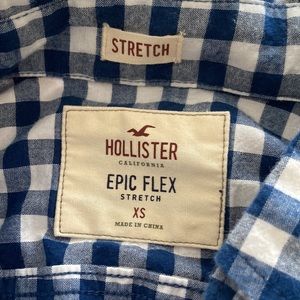 STRETCH
HOLLISTER
CALIFORNIA
EPIC FLEX
STRETCH
XS
MADE IN CHINA